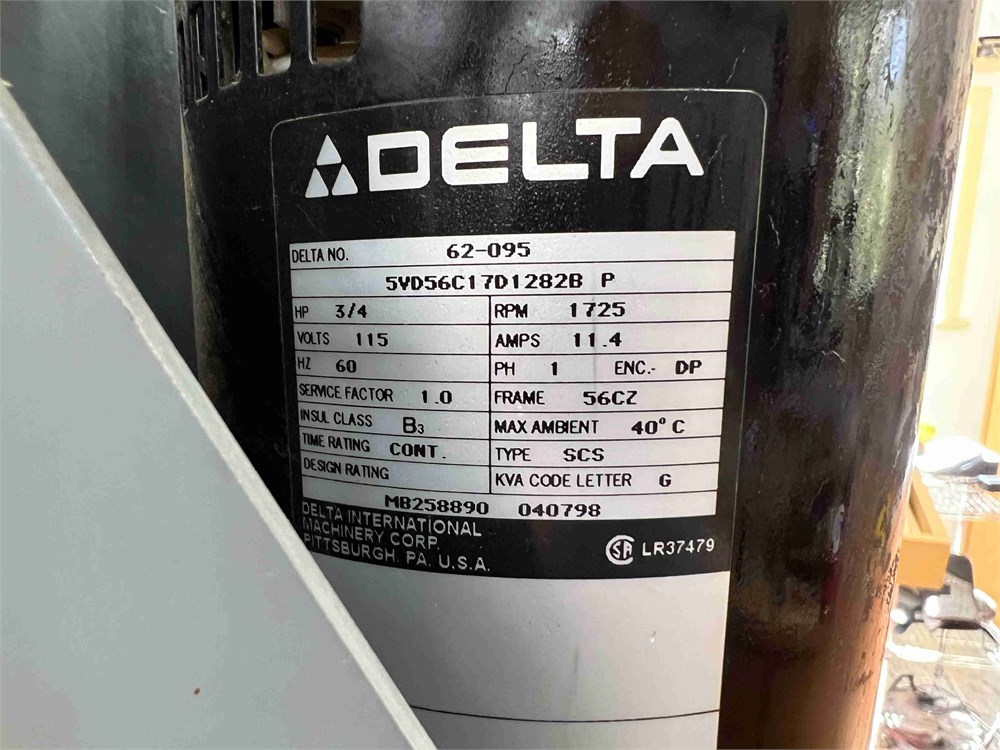 DELTA
DELTA NO. 62-095
5VD56C17D1282B P
HP 3/4 RPM 1725
VOLTS 115 AMPS 11.4
HZ 60 PH 1 ENC.- DP
SERVICE FACTOR 1.0 FRAME 56CZ
INSUL CLASS B3 MAX AMBIENT 40° C
TIME RATING CONT. TYPE SCS
DESIGN RATING KVA CODE LETTER G
MB258890 040798
DELTA INTERNATIONAL
MACHINERY CORP.
PITTSBURGH, PA. U.S.A.
SA LR37479